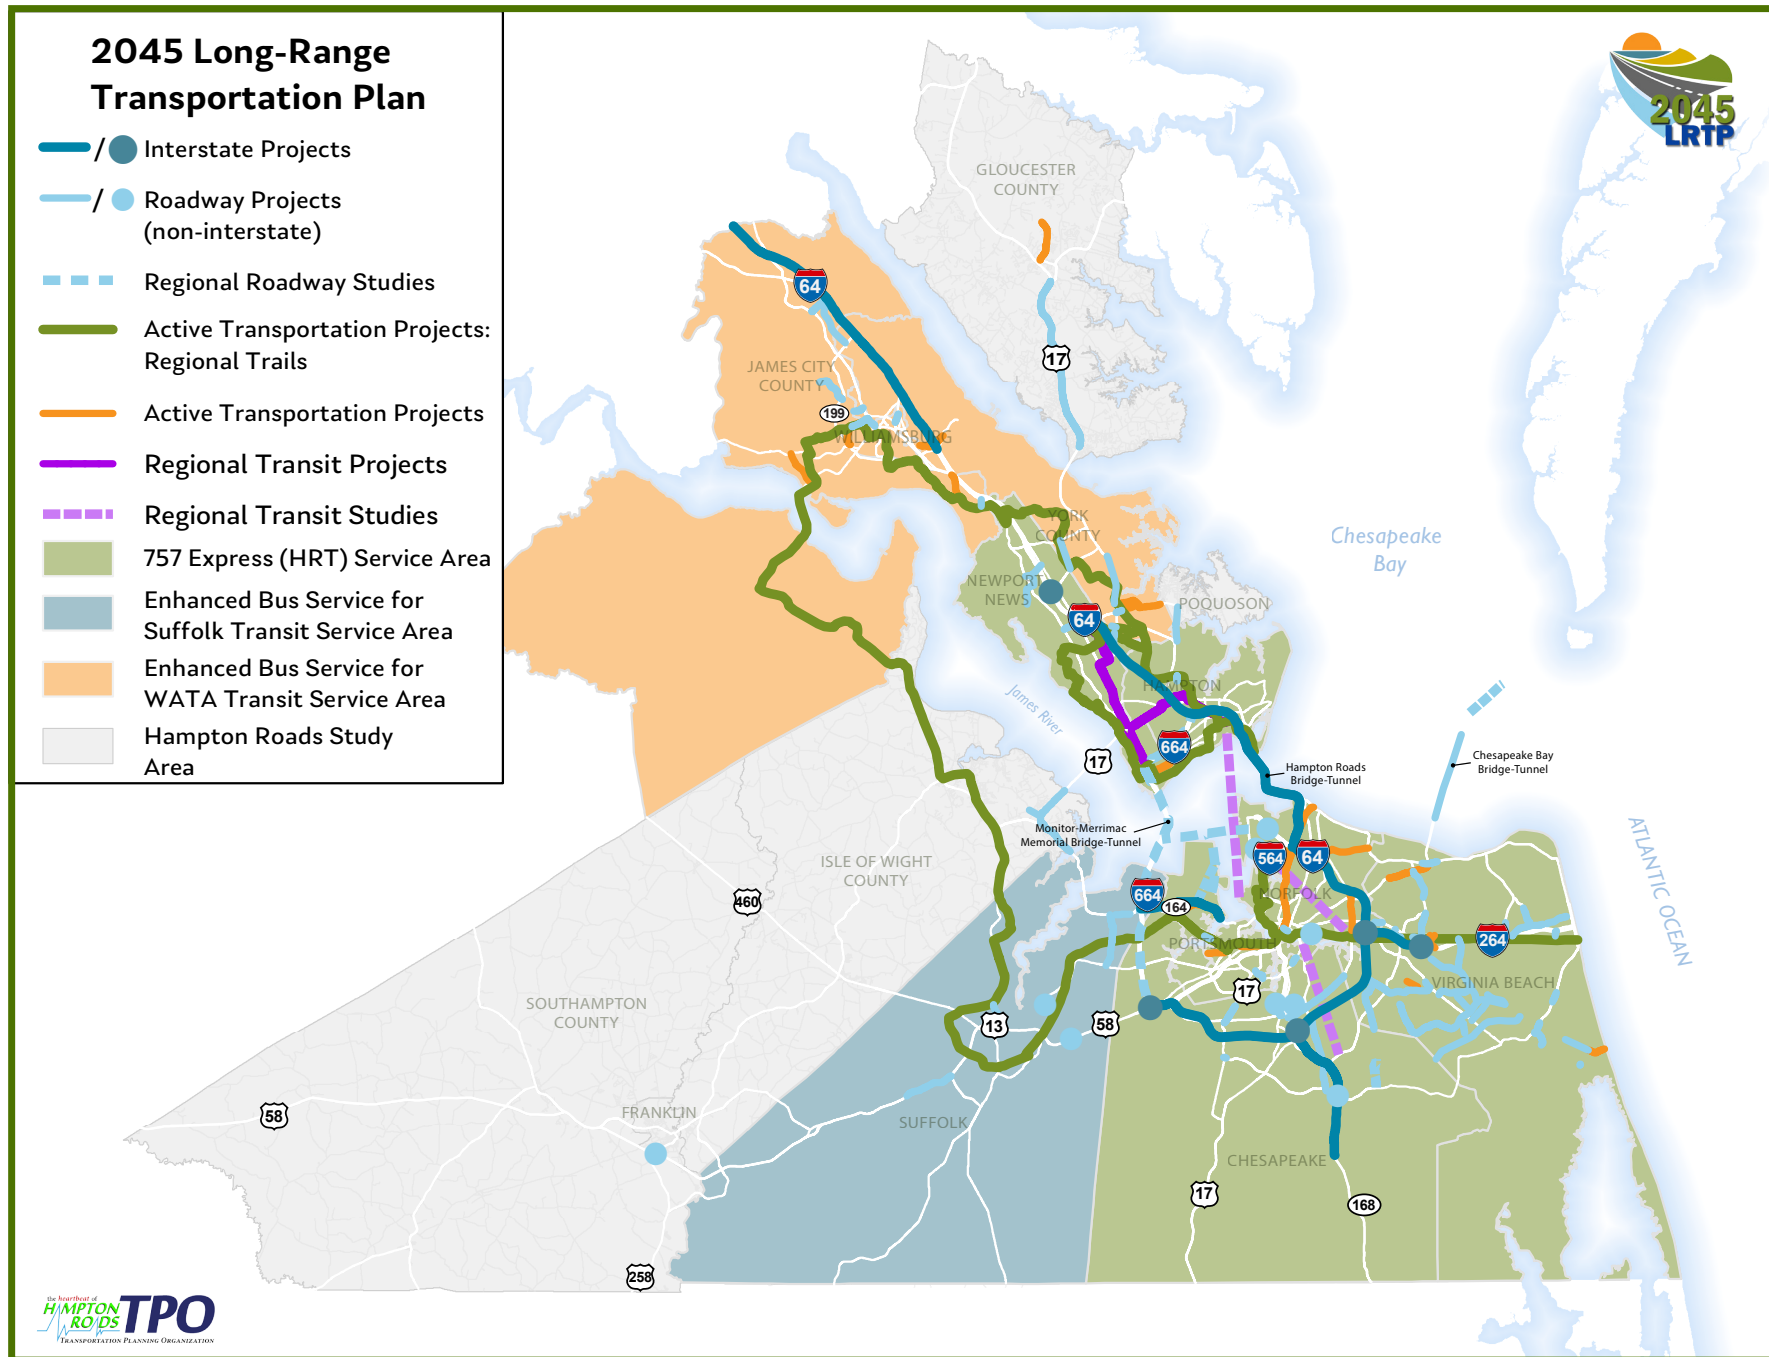 2045 Long-Range
Transportation Plan
/ Interstate Projects
/ Roadway Projects
(non-interstate)
Regional Roadway Studies
Active Transportation Projects:
Regional Trails
Active Transportation Projects
Regional Transit Projects
Regional Transit Studies
757 Express (HRT) Service Area
Enhanced Bus Service for
Suffolk Transit Service Area
Enhanced Bus Service for
WATA Transit Service Area
Hampton Roads Study
Area
2045
LRTP
GLOUCESTER
COUNTY
64
17
JAMES CITY
COUNTY
199
WILLIAMSBURG
YORK
COUNTY
Chesapeake
Bay
NEWPORT
NEWS
POQUOSON
64
HAMPTON
James River
664
17
Hampton Roads
Bridge-Tunnel
Chesapeake Bay
Bridge-Tunnel
Monitor-Merrimac
Memorial Bridge-Tunnel
ATLANTIC OCEAN
564
64
ISLE OF WIGHT
COUNTY
460
664
164
NORFOLK
PORTSMOUTH
264
VIRGINIA BEACH
17
SOUTHAMPTON
COUNTY
13
58
58
FRANKLIN
SUFFOLK
CHESAPEAKE
17
168
258
the heartbeat of
HAMPTON
ROADS
TPO
TRANSPORTATION PLANNING ORGANIZATION